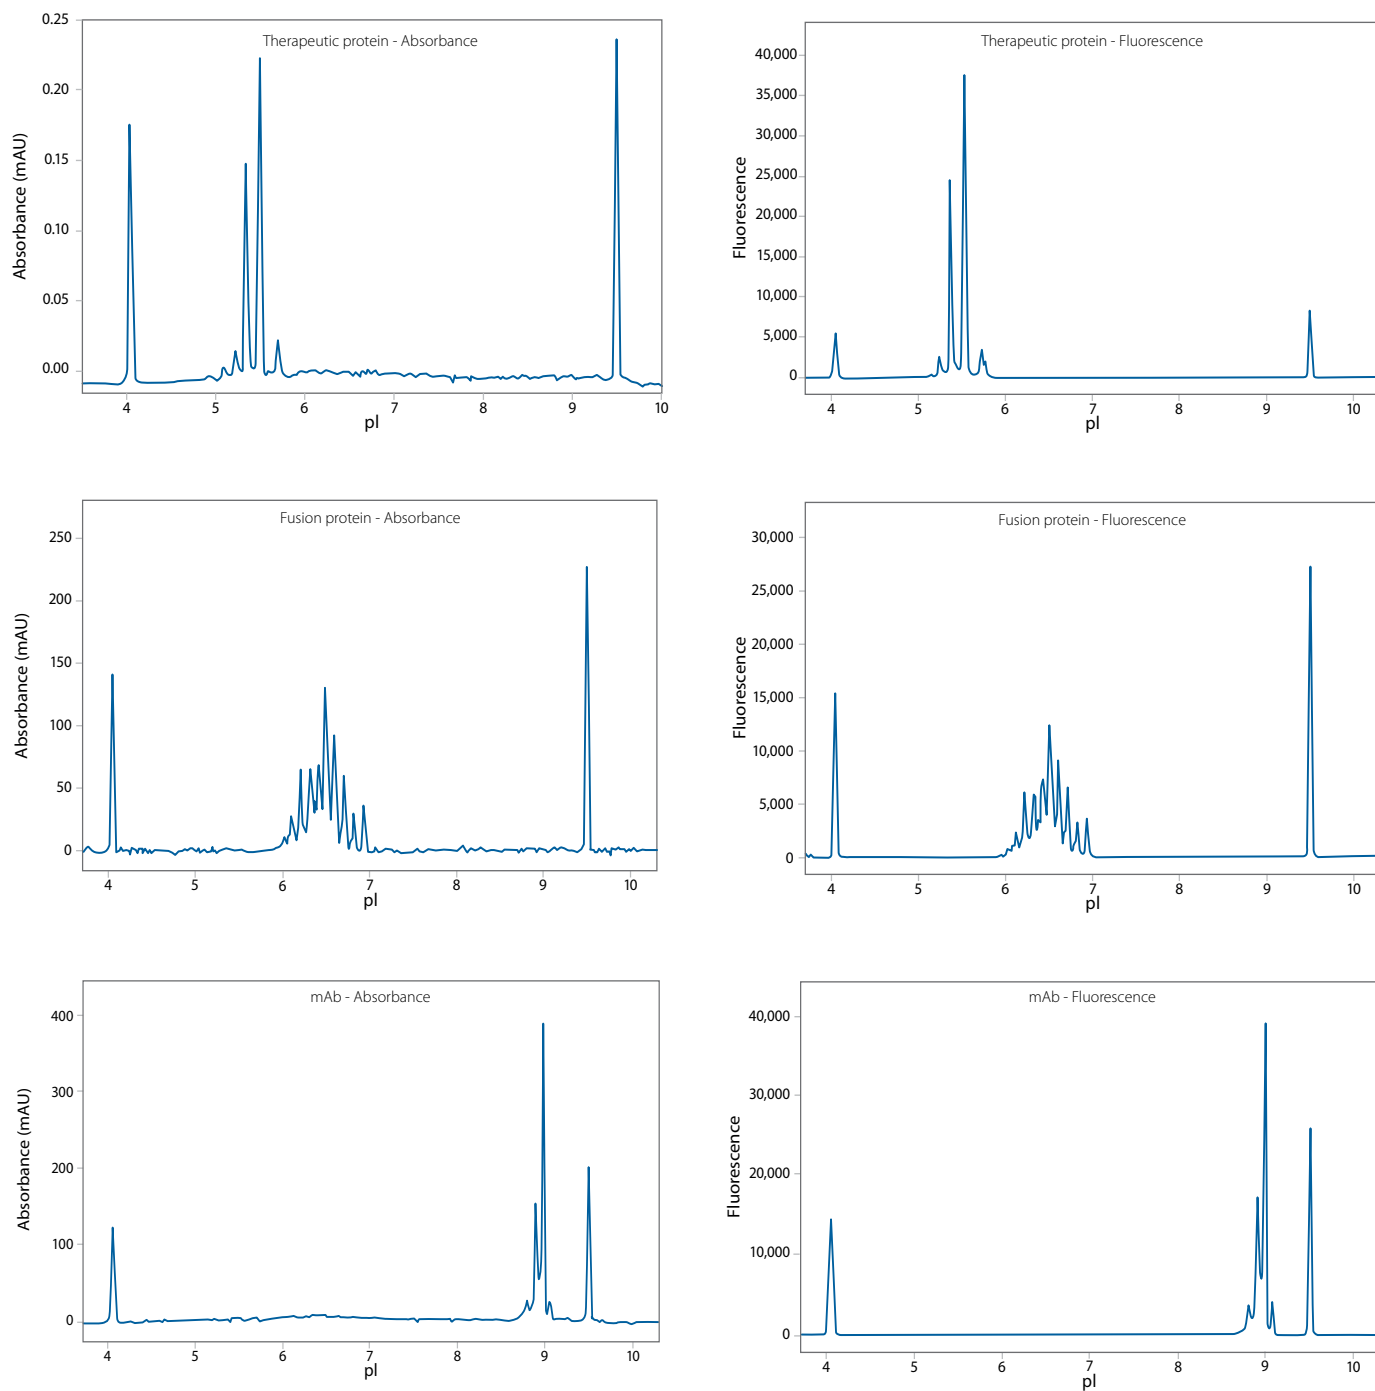 Therapeutic protein - Absorbance
Absorbance (mAU)
0.25
0.20
0.15
0.10
0.05
0.00
4 5 6 7 8 9 10
pI
Therapeutic protein - Fluorescence
Fluorescence
40,000
35,000
30,000
25,000
20,000
15,000
10,000
5,000
0
4 5 6 7 8 9 10
pI
Fusion protein - Absorbance
Absorbance (mAU)
250
200
150
100
50
0
4 5 6 7 8 9 10
pI
Fusion protein - Fluorescence
Fluorescence
30,000
25,000
20,000
15,000
10,000
5,000
0
4 5 6 7 8 9 10
pI
mAb - Absorbance
Absorbance (mAU)
400
300
200
100
0
4 5 6 7 8 9 10
pI
mAb - Fluorescence
Fluorescence
40,000
30,000
20,000
10,000
0
4 5 6 7 8 9 10
pI